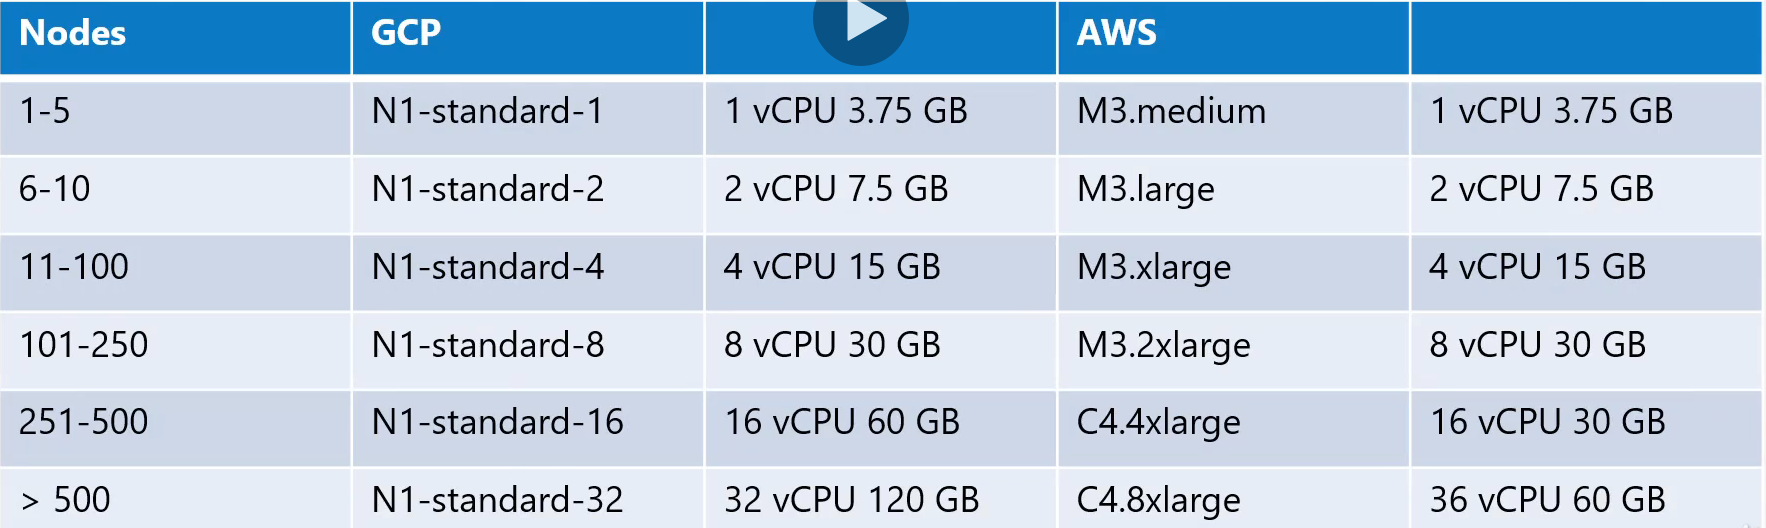 Nodes GCP AWS
1-5 N1-standard-1 1 vCPU 3.75 GB M3.medium 1 vCPU 3.75 GB
6-10 N1-standard-2 2 vCPU 7.5 GB M3.large 2 vCPU 7.5 GB
11-100 N1-standard-4 4 vCPU 15 GB M3.xlarge 4 vCPU 15 GB
101-250 N1-standard-8 8 vCPU 30 GB M3.2xlarge 8 vCPU 30 GB
251-500 N1-standard-16 16 vCPU 60 GB C4.4xlarge 16 vCPU 30 GB
> 500 N1-standard-32 32 vCPU 120 GB C4.8xlarge 36 vCPU 60 GB